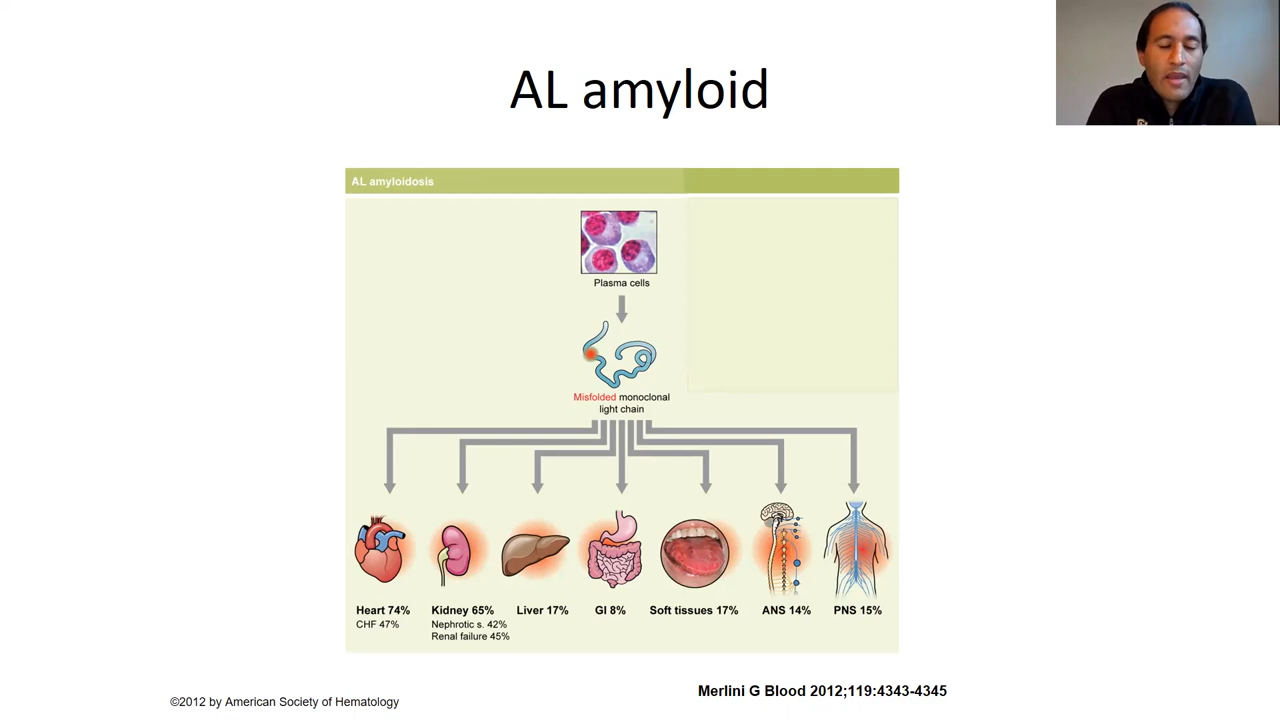 AL amyloid
AL amyloidosis
Plasma cells
Misfolded monoclonal
light chain
Heart 74%
CHF 47%
Kidney 65%
Nephrotic s. 42%
Renal failure 45%
Liver 17%
GI 8%
Soft tissues 17%
ANS 14%
PNS 15%
Merlini G Blood 2012;119:4343-4345
©2012 by American Society of Hematology